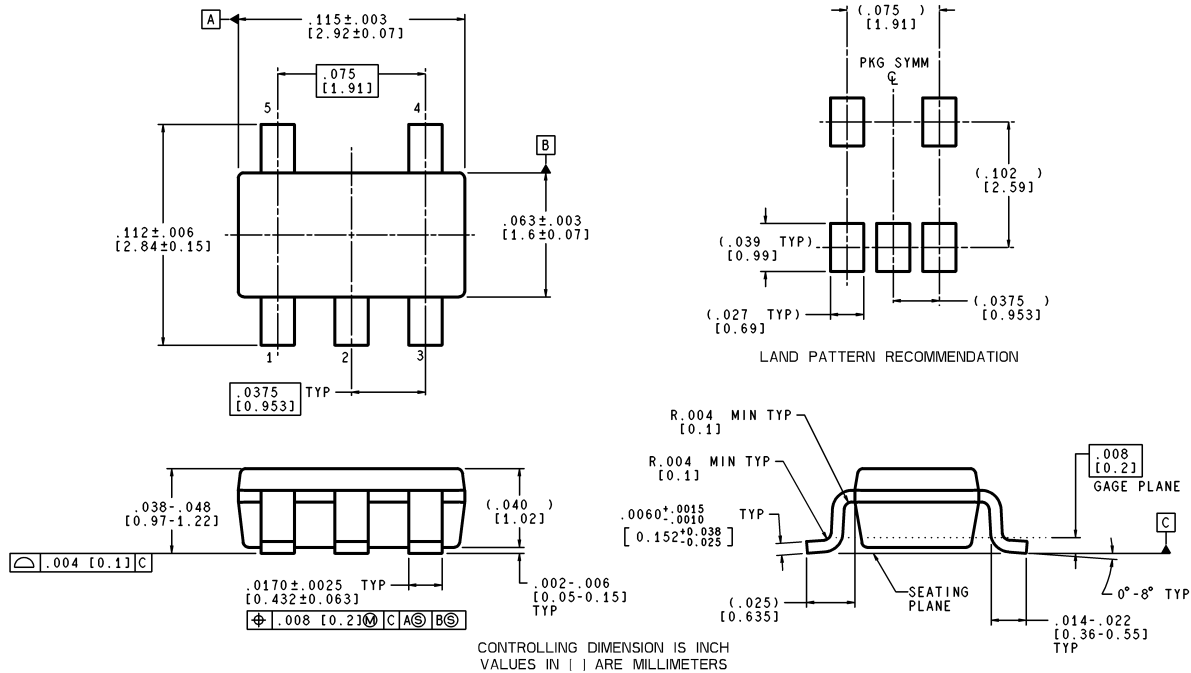 A
.115±.003
[2.92±0.07]
.075
[1.91]
5
4
B
.112±.006
[2.84±0.15]
.063±.003
[1.6±0.07]
1
2
3
.0375 TYP
[0.953]
(.075 )
[1.91]
PKG SYMM
℄
(.102 )
[2.59]
(.039 TYP)
[0.99]
(.027 TYP)
[0.69]
(.0375 )
[0.953]
LAND PATTERN RECOMMENDATION
.038-.048
[0.97-1.22]
(.040 )
[1.02]
⌓ .004 [0.1] C
.0170±.0025 TYP
[0.432±0.063]
⌖ .008 [0.2]Ⓜ C AⓈ BⓈ
.002-.006
[0.05-0.15]
TYP
R.004 MIN TYP
[0.1]
R.004 MIN TYP
[0.1]
.0060+.0015 -.0010 TYP
[0.152+0.038 -0.025]
.008
[0.2]
GAGE PLANE
C
SEATING
PLANE
(.025)
[0.635]
0°-8° TYP
.014-.022
[0.36-0.55]
TYP
CONTROLLING DIMENSION IS INCH
VALUES IN [ ] ARE MILLIMETERS